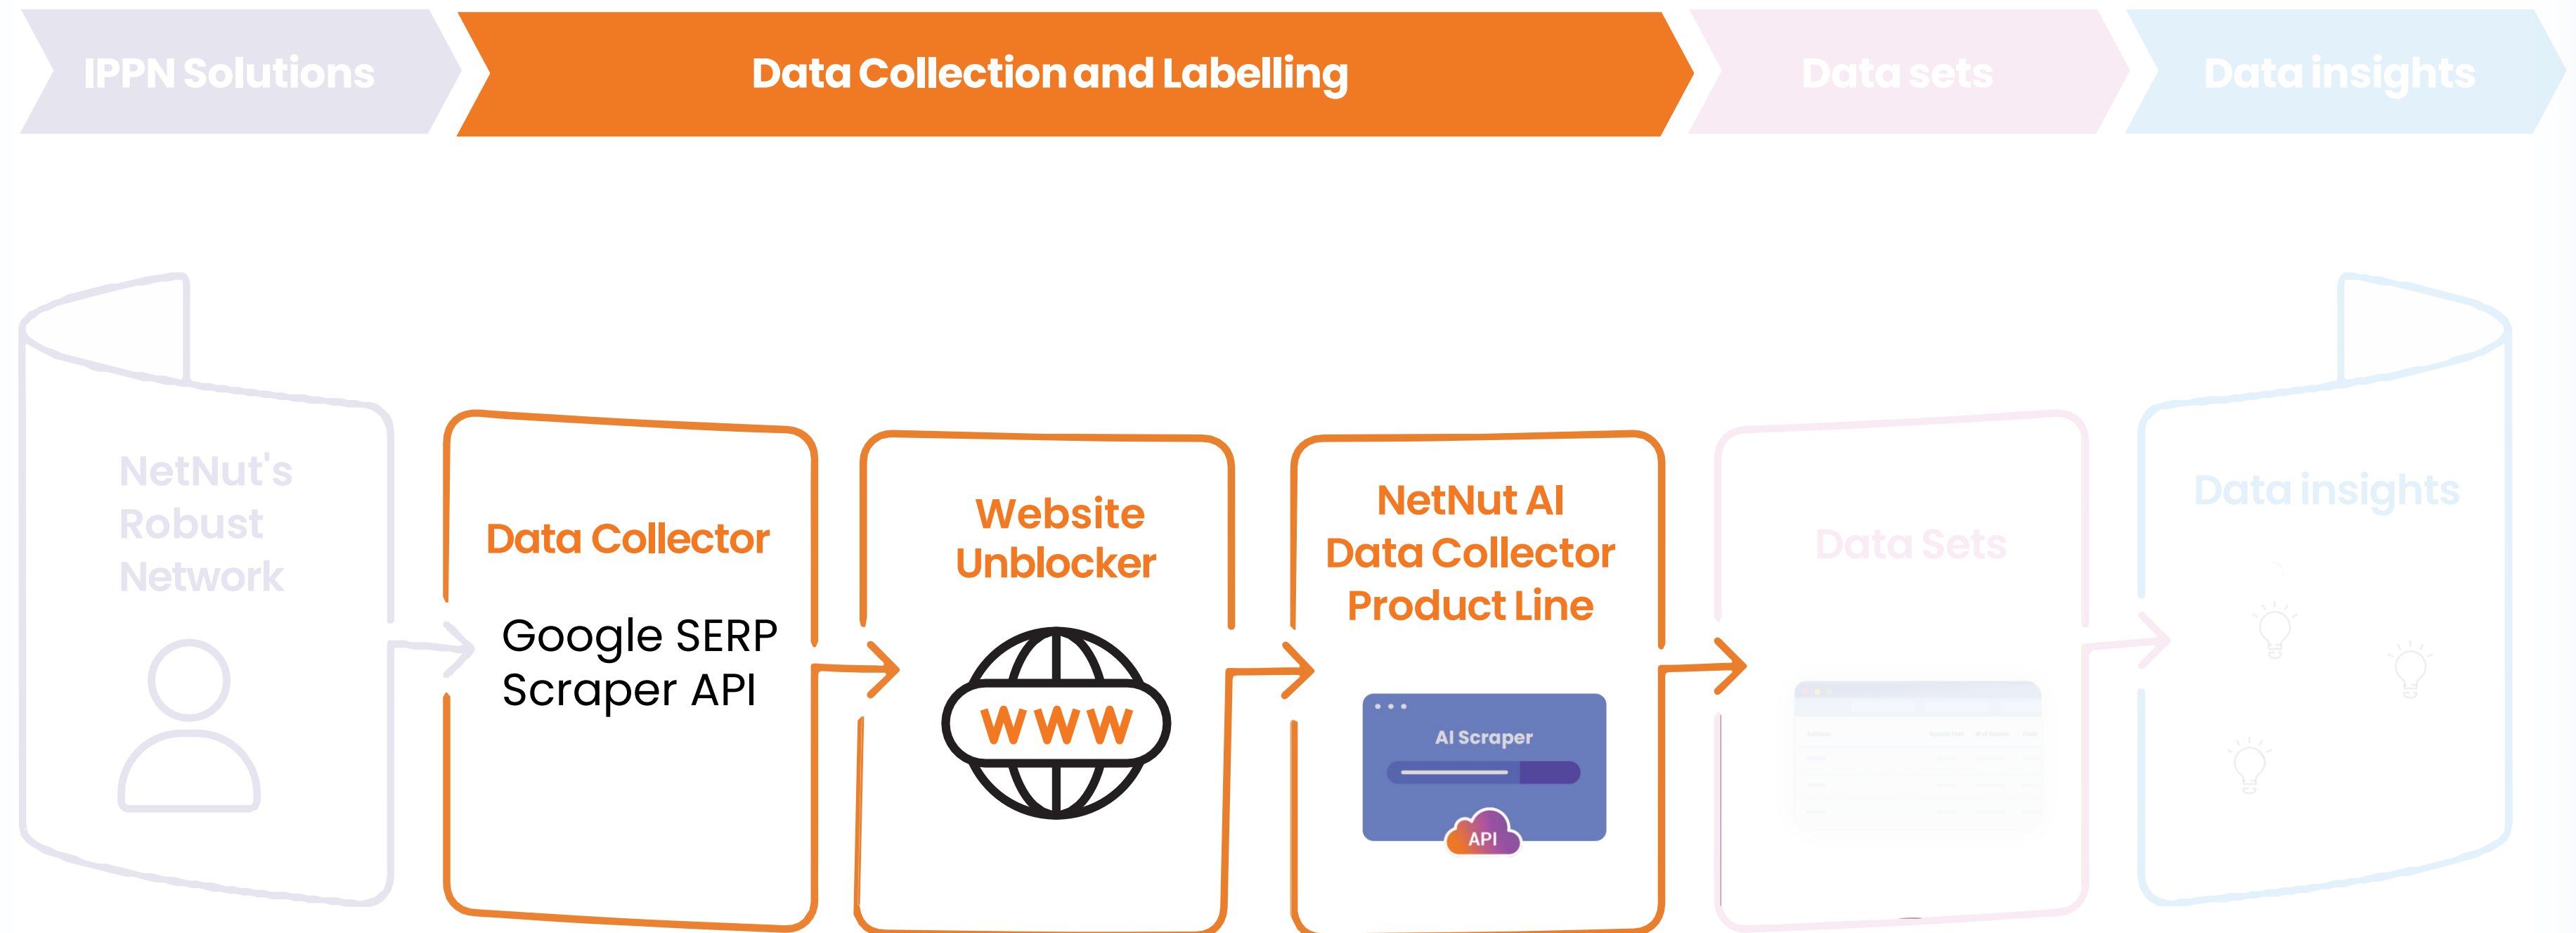 IPPN Solutions
Data Collection and Labelling
Data sets
Data insights
NetNut's
Robust
Network
Data Collector
Google SERP
Scraper API
Website
Unblocker
WWW
NetNut AI
Data Collector
Product Line
AI Scraper
API
Data Sets
Data insights